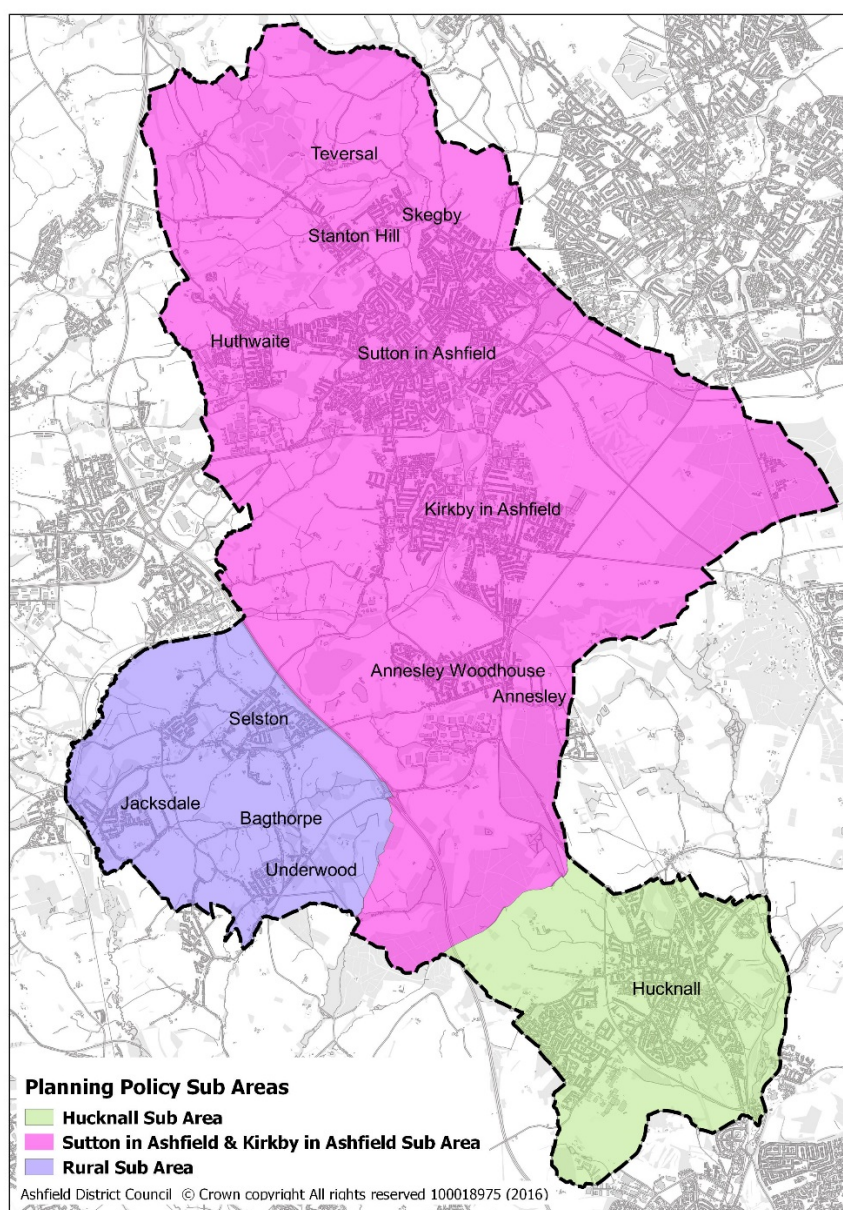 Teversal
Skegby
Stanton Hill
Huthwaite
Sutton in Ashfield
Kirkby in Ashfield
Annesley Woodhouse
Annesley
Selston
Jacksdale
Bagthorpe
Underwood
Hucknall
Planning Policy Sub Areas
Hucknall Sub Area
Sutton in Ashfield & Kirkby in Ashfield Sub Area
Rural Sub Area
Ashfield District Council © Crown copyright All rights reserved 100018975 (2016)